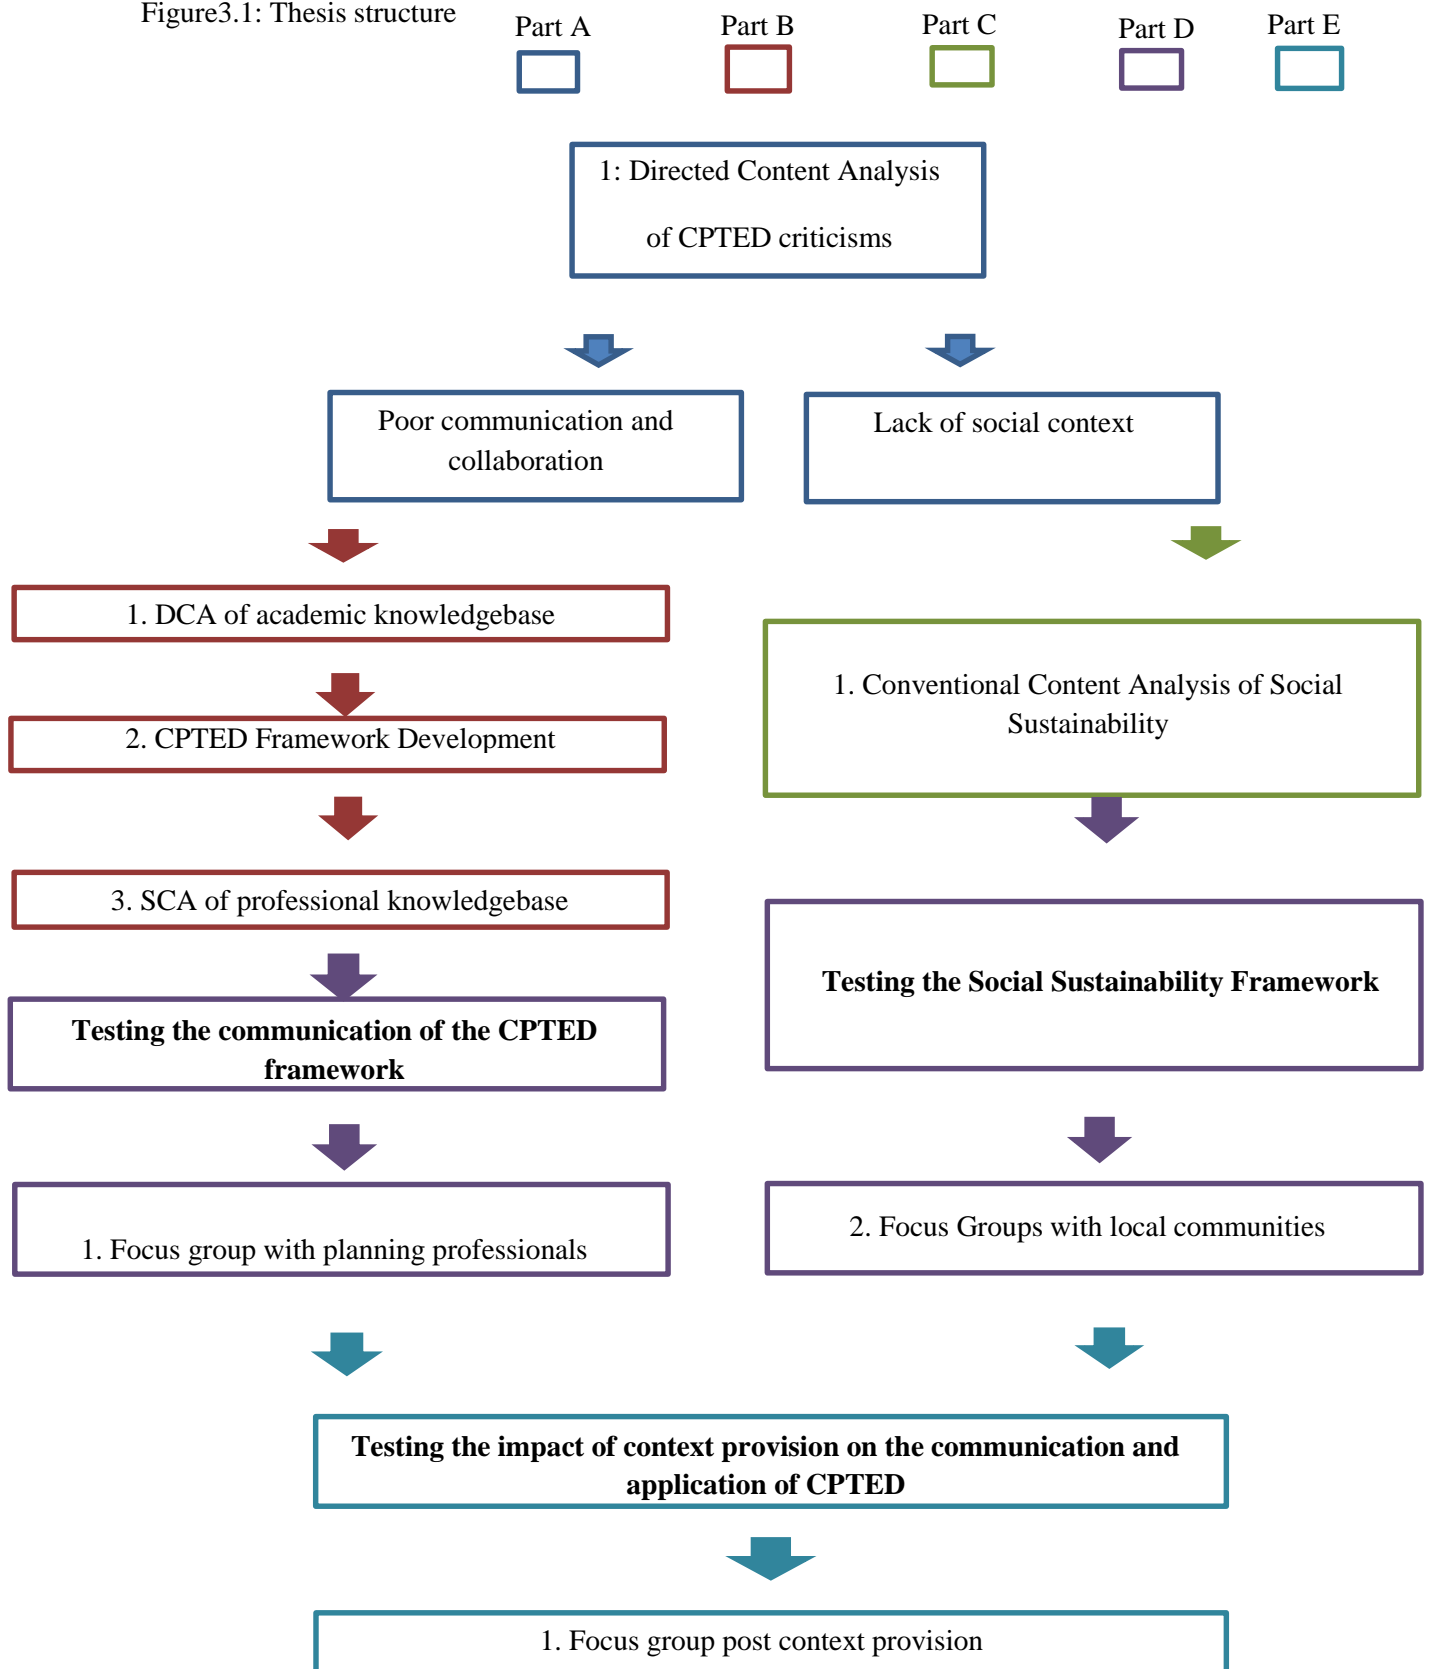 Figure3.1: Thesis structure
Part A
Part B
Part C
Part D
Part E
1: Directed Content Analysis
of CPTED criticisms
Poor communication and
collaboration
Lack of social context
1. DCA of academic knowledgebase
2. CPTED Framework Development
3. SCA of professional knowledgebase
Testing the communication of the CPTED
framework
1. Focus group with planning professionals
1. Conventional Content Analysis of Social
Sustainability
Testing the Social Sustainability Framework
2. Focus Groups with local communities
Testing the impact of context provision on the communication and
application of CPTED
1. Focus group post context provision